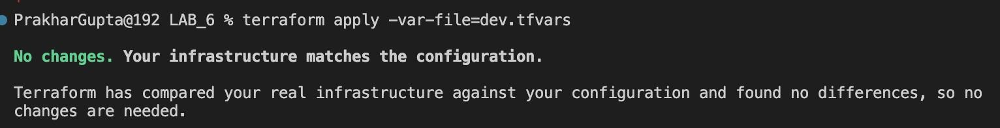 PrakharGupta@192 LAB_6 % terraform apply -var-file=dev.tfvars
No changes. Your infrastructure matches the configuration.
Terraform has compared your real infrastructure against your configuration and found no differences, so no
changes are needed.